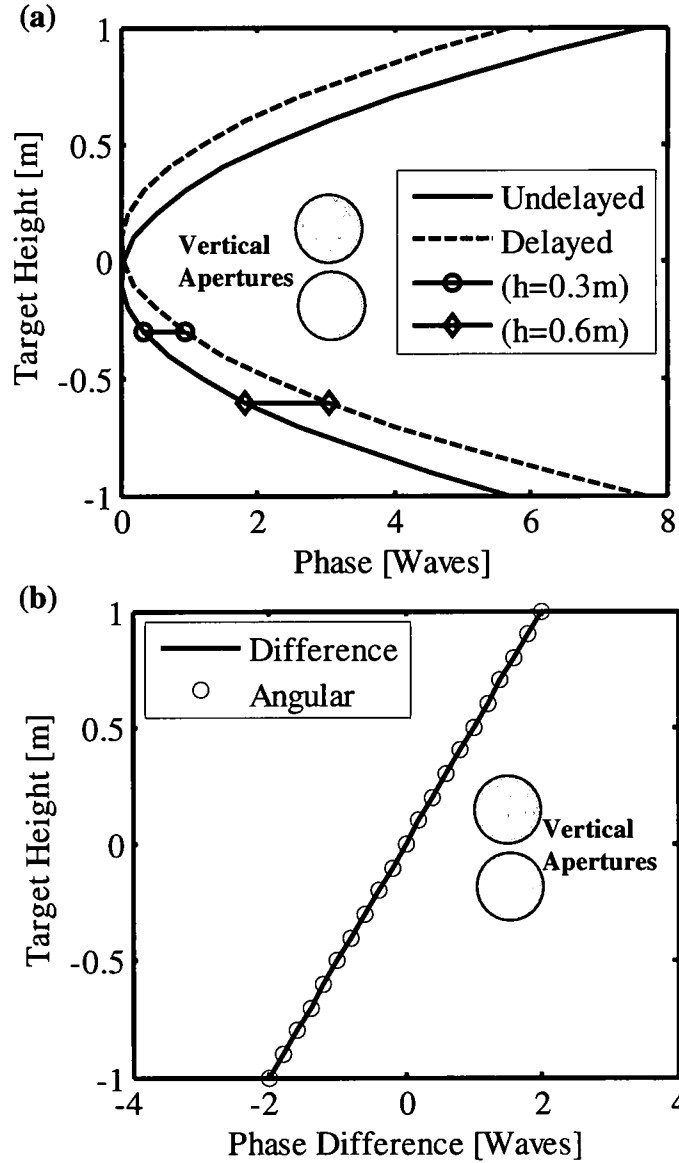 (a)
1
0.5
0
-0.5
-1
Target Height [m]
Vertical
Apertures
Undelayed
Delayed
(h=0.3m)
(h=0.6m)
0 2 4 6 8
Phase [Waves]
(b)
1
0.5
0
-0.5
-1
Target Height [m]
Difference
Angular
Vertical
Apertures
-4 -2 0 2 4
Phase Difference [Waves]